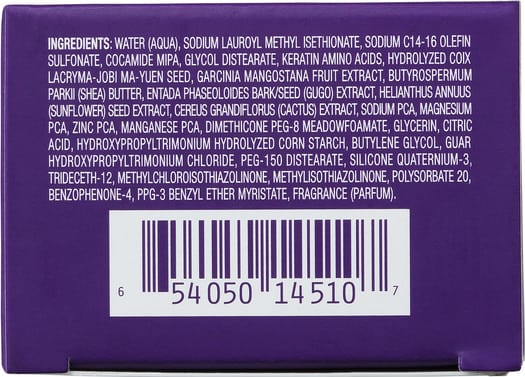 INGREDIENTS: WATER (AQUA), SODIUM LAUROYL METHYL ISETHIONATE, SODIUM C14-16 OLEFIN
SULFONATE, COCAMIDE MIPA, GLYCOL DISTEARATE, KERATIN AMINO ACIDS, HYDROLYZED COIX
LACRYMA-JOBI MA-YUEN SEED, GARCINIA MANGOSTANA FRUIT EXTRACT, BUTYROSPERMUM
PARKII (SHEA) BUTTER, ENTADA PHASEOLOIDES BARK/SEED (GUGO) EXTRACT, HELIANTHUS ANNUUS
(SUNFLOWER) SEED EXTRACT, CEREUS GRANDIFLORUS (CACTUS) EXTRACT, SODIUM PCA, MAGNESIUM
PCA, ZINC PCA, MANGANESE PCA, DIMETHICONE PEG-8 MEADOWFOAMATE, GLYCERIN, CITRIC
ACID, HYDROXYPROPYLTRIMONIUM HYDROLYZED CORN STARCH, BUTYLENE GLYCOL, GUAR
HYDROXYPROPYLTRIMONIUM CHLORIDE, PEG-150 DISTEARATE, SILICONE QUATERNIUM-3,
TRIDECETH-12, METHYLCHLOROISOTHIAZOLINONE, METHYLISOTHIAZOLINONE, POLYSORBATE 20,
BENZOPHENONE-4, PPG-3 BENZYL ETHER MYRISTATE, FRAGRANCE (PARFUM).
6 54050 14510 7